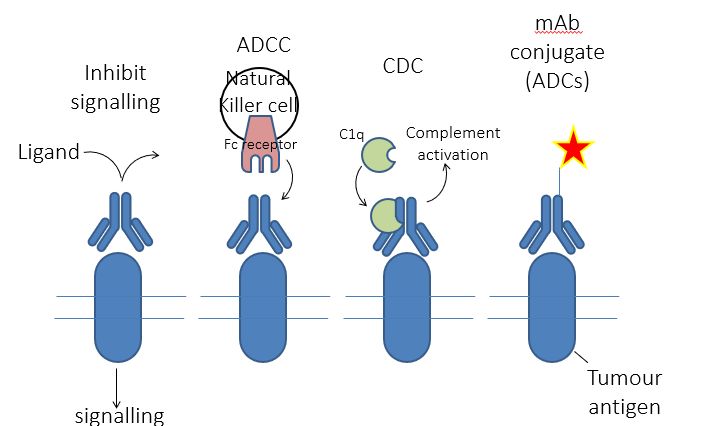 Inhibit
signalling
Ligand
signalling
ADCC
Natural
Killer cell
Fc receptor
CDC
C1q
Complement
activation
mAb
conjugate
(ADCs)
Tumour
antigen